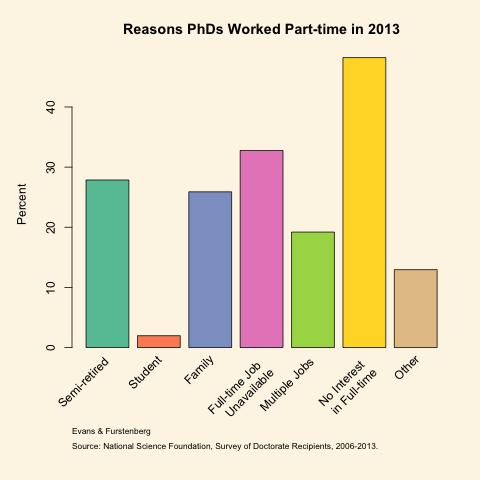 Reasons PhDs Worked Part-time in 2013
Percent
40
30
20
10
0
Semi-retired
Student
Family
Full-time Job
Unavailable
Multiple Jobs
No Interest
in Full-time
Other
Evans & Furstenberg
Source: National Science Foundation, Survey of Doctorate Recipients, 2006-2013.